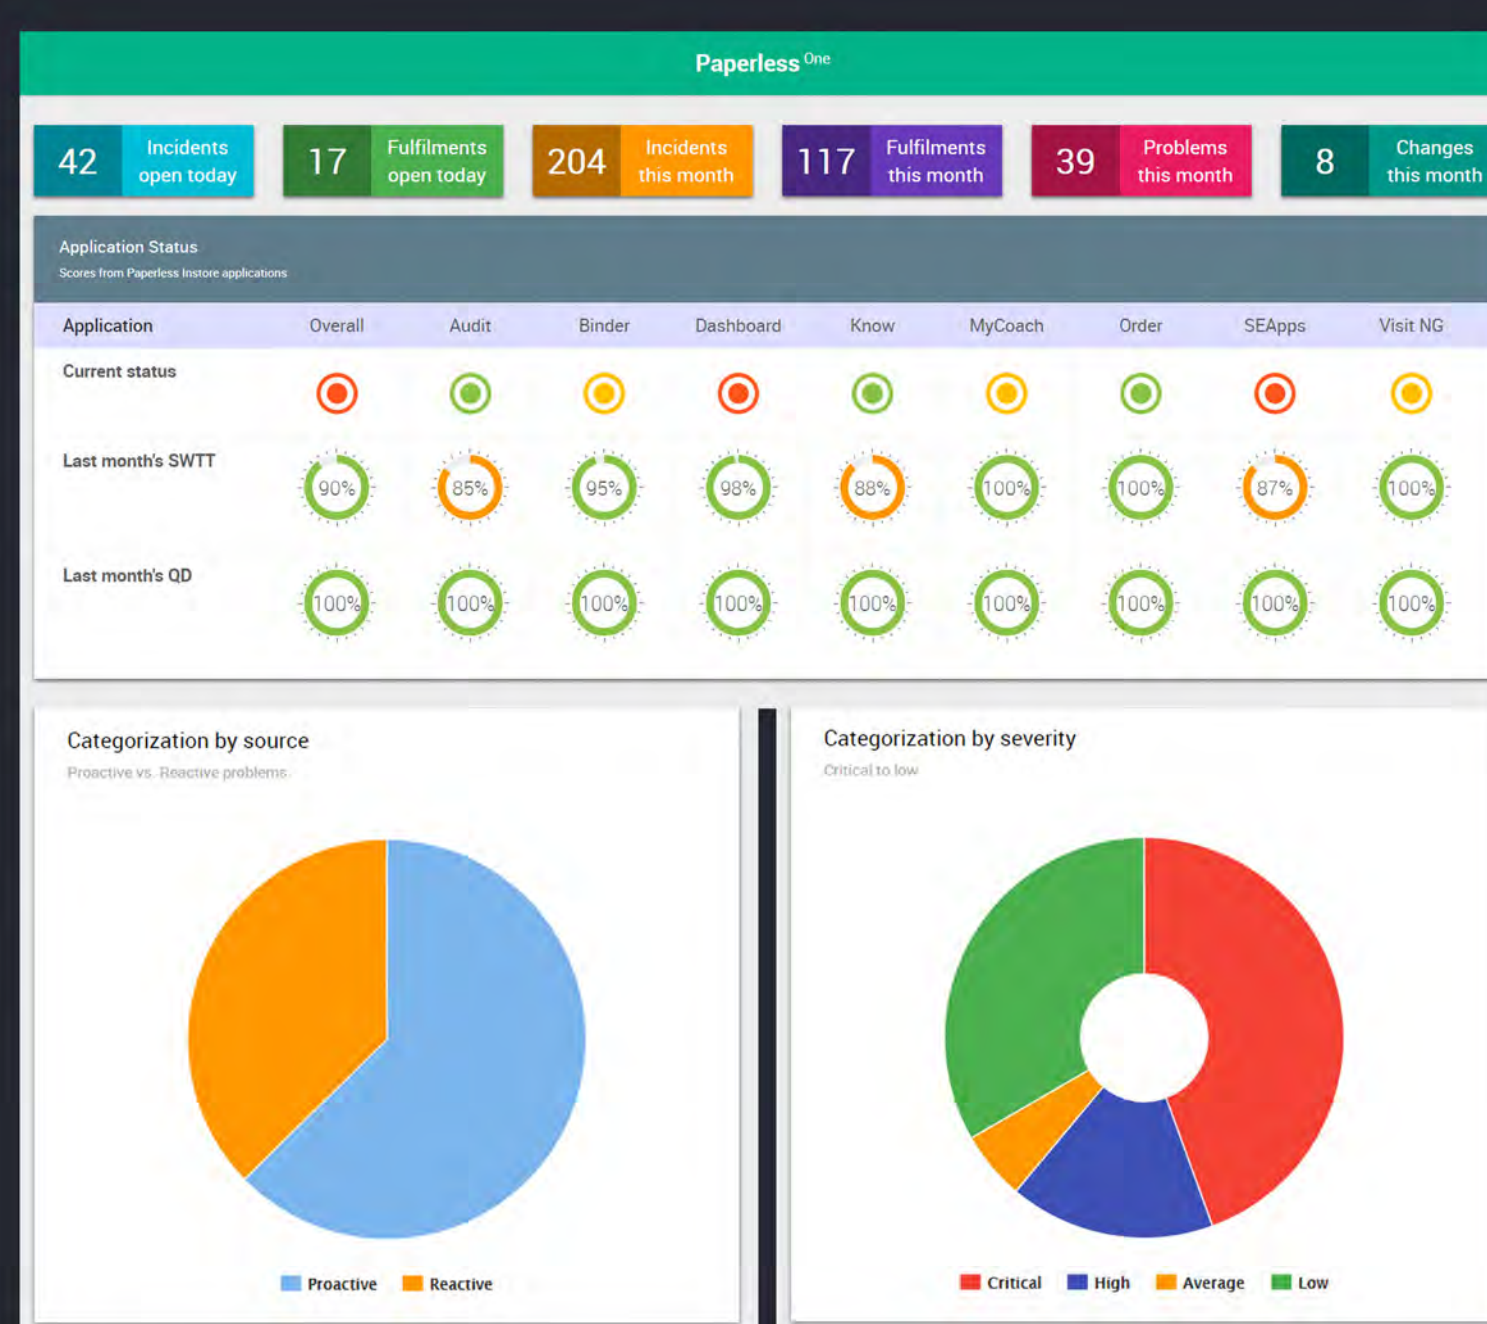 Paperless One
42 Incidents open today
17 Fulfilments open today
204 Incidents this month
117 Fulfilments this month
39 Problems this month
8 Changes this month
Application Status
Scores from Paperless Instore applications
Application Overall Audit Binder Dashboard Know MyCoach Order SEApps Visit NG
Current status
Last month's SWTT 90% 85% 95% 98% 88% 100% 100% 87% 100%
Last month's QD 100% 100% 100% 100% 100% 100% 100% 100% 100%
Categorization by source
Proactive vs. Reactive problems
Proactive Reactive
Categorization by severity
Critical to low
Critical High Average Low